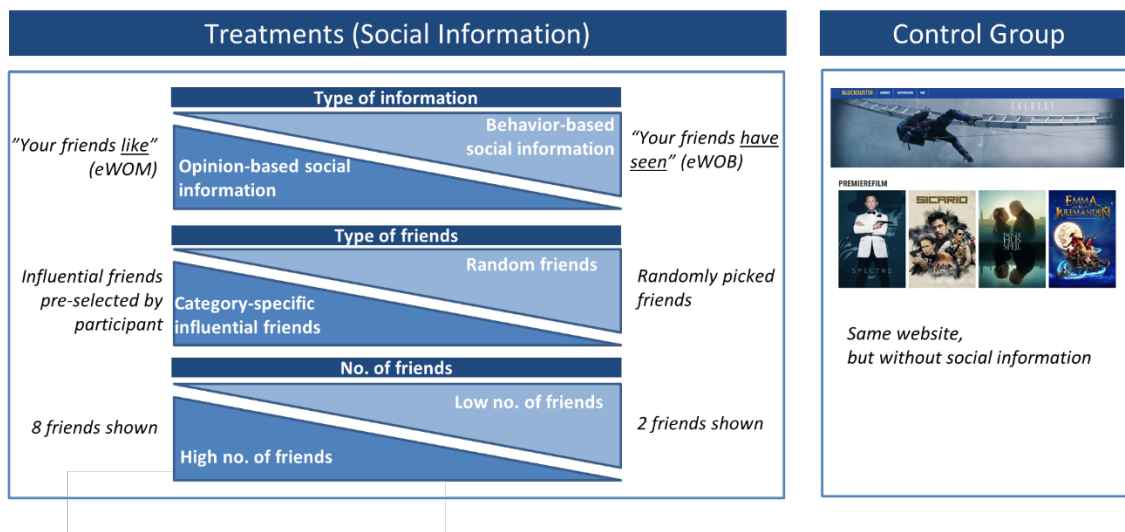 Treatments (Social Information)
Type of information
"Your friends like"
(eWOM)
Opinion-based social
information
Behavior-based
social information
"Your friends have
seen" (eWOB)
Type of friends
Influential friends
pre-selected by
participant
Category-specific
influential friends
Random friends
Randomly picked
friends
No. of friends
8 friends shown
High no. of friends
Low no. of friends
2 friends shown
Control Group
BLOCKBUSTER
EVEREST
PREMIEREFILM
SPECTRE
SICARIO
EMMA
JULEMANDEN
Same website,
but without social information